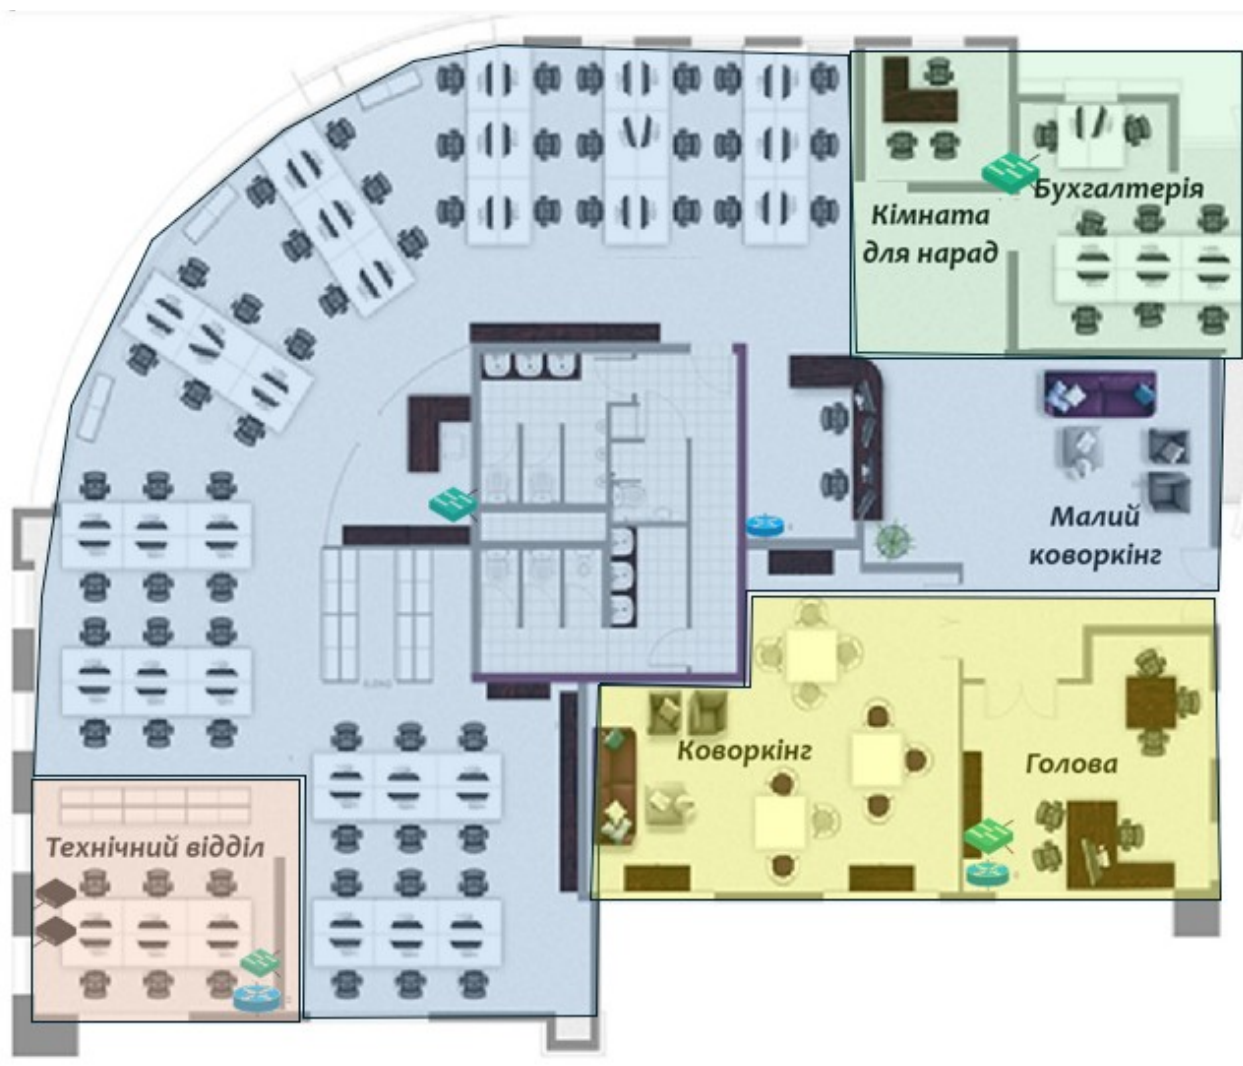 Бухгалтерія
Кімната
для нарад
Малий
коворкінг
Коворкінг
Голова
Технічний відділ